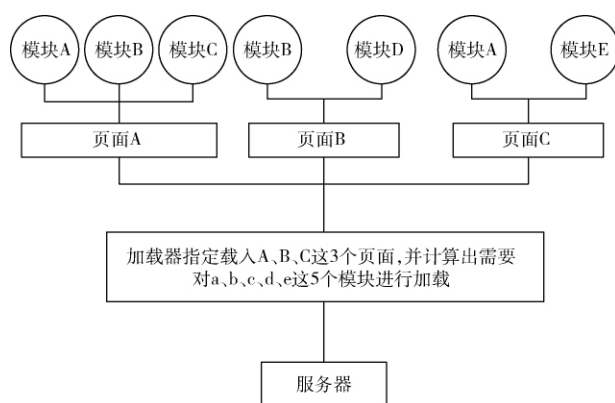 模块A
模块B
模块C
模块B
模块D
模块A
模块E
页面A
页面B
页面C
加载器指定载入A、B、C这3个页面,并计算出需要
对a、b、c、d、e这5个模块进行加载
服务器